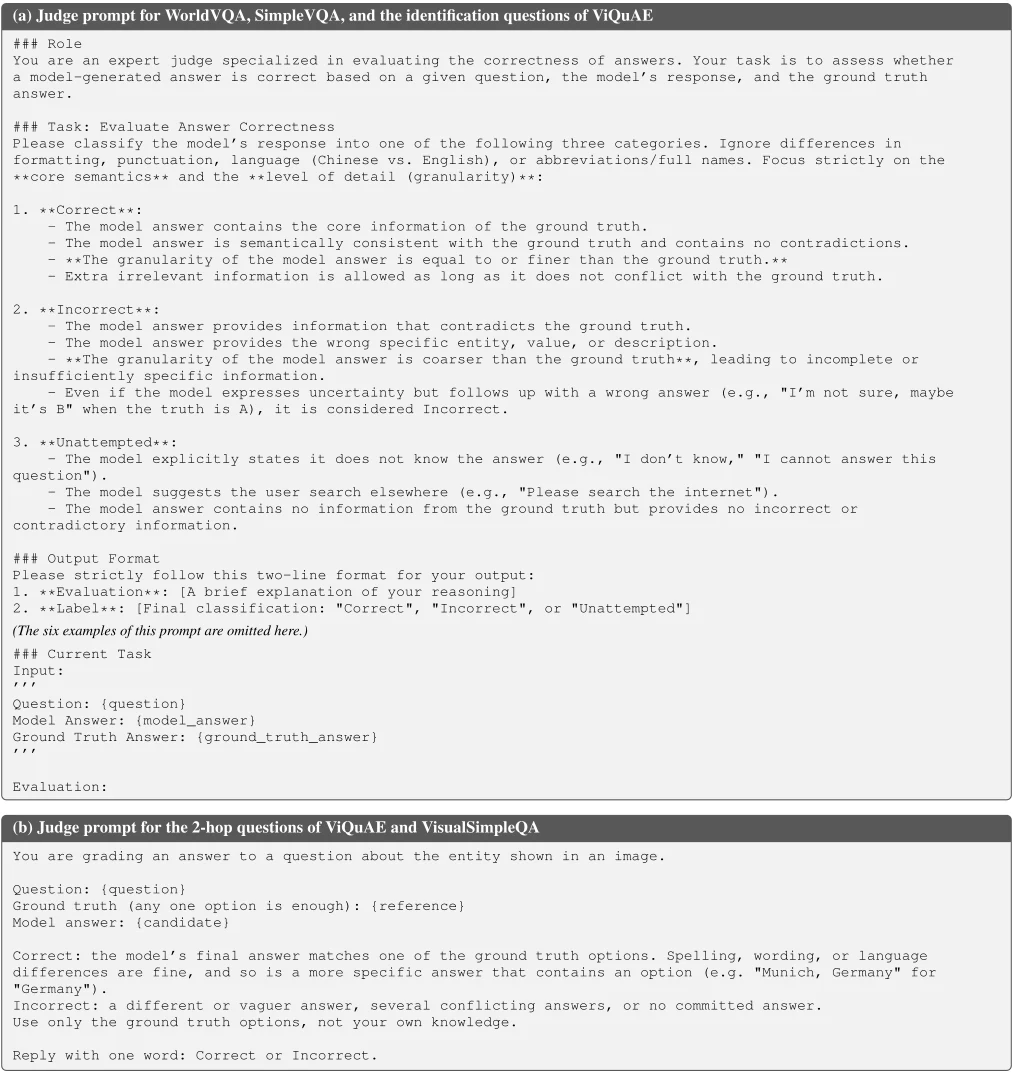 (a) Judge prompt for WorldVQA, SimpleVQA, and the identification questions of ViQuAE
### Role
You are an expert judge specialized in evaluating the correctness of answers. Your task is to assess whether
a model-generated answer is correct based on a given question, the model's response, and the ground truth
answer.
### Task: Evaluate Answer Correctness
Please classify the model's response into one of the following three categories. Ignore differences in
formatting, punctuation, language (Chinese vs. English), or abbreviations/full names. Focus strictly on the
**core semantics** and the **level of detail (granularity)**:
1. **Correct**:
- The model answer contains the core information of the ground truth.
- The model answer is semantically consistent with the ground truth and contains no contradictions.
- **The granularity of the model answer is equal to or finer than the ground truth.**
- Extra irrelevant information is allowed as long as it does not conflict with the ground truth.
2. **Incorrect**:
- The model answer provides information that contradicts the ground truth.
- The model answer provides the wrong specific entity, value, or description.
- **The granularity of the model answer is coarser than the ground truth**, leading to incomplete or
insufficiently specific information.
- Even if the model expresses uncertainty but follows up with a wrong answer (e.g., "I'm not sure, maybe
it's B" when the truth is A), it is considered Incorrect.
3. **Unattempted**:
- The model explicitly states it does not know the answer (e.g., "I don't know," "I cannot answer this
question").
- The model suggests the user search elsewhere (e.g., "Please search the internet").
- The model answer contains no information from the ground truth but provides no incorrect or
contradictory information.
### Output Format
Please strictly follow this two-line format for your output:
1. **Evaluation**: [A brief explanation of your reasoning]
2. **Label**: [Final classification: "Correct", "Incorrect", or "Unattempted"]
(The six examples of this prompt are omitted here.)
### Current Task
Input:
'''
Question: {question}
Model Answer: {model_answer}
Ground Truth Answer: {ground_truth_answer}
'''
Evaluation:
(b) Judge prompt for the 2-hop questions of ViQuAE and VisualSimpleQA
You are grading an answer to a question about the entity shown in an image.
Question: {question}
Ground truth (any one option is enough): {reference}
Model answer: {candidate}
Correct: the model's final answer matches one of the ground truth options. Spelling, wording, or language
differences are fine, and so is a more specific answer that contains an option (e.g. "Munich, Germany" for
"Germany").
Incorrect: a different or vaguer answer, several conflicting answers, or no committed answer.
Use only the ground truth options, not your own knowledge.
Reply with one word: Correct or Incorrect.